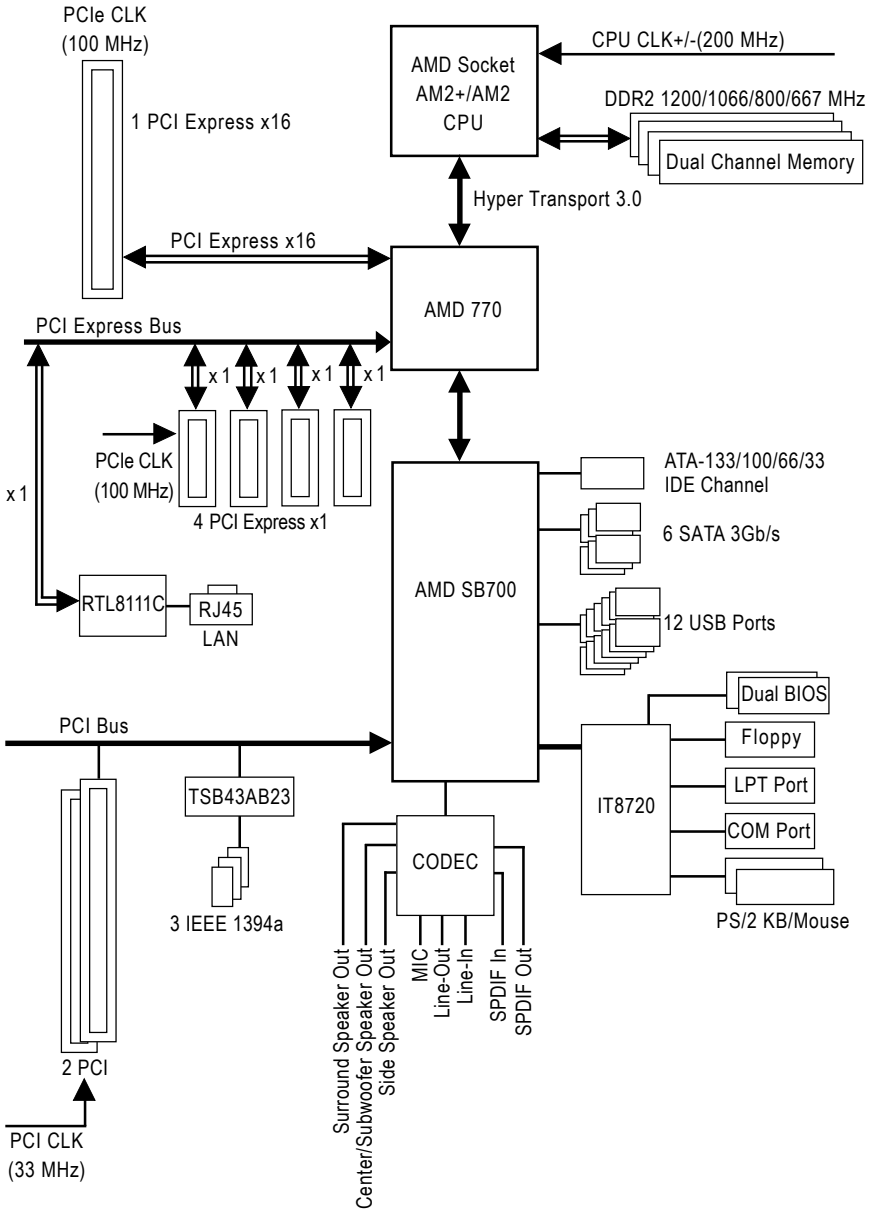 PCIe CLK
(100 MHz)
1 PCI Express x16
AMD Socket
AM2+/AM2
CPU
CPU CLK+/-(200 MHz)
DDR2 1200/1066/800/667 MHz
Dual Channel Memory
Hyper Transport 3.0
PCI Express x16
AMD 770
PCI Express Bus
x1
x1
x1
x1
PCIe CLK
(100 MHz)
4 PCI Express x1
x1
RTL8111C
RJ45
LAN
AMD SB700
ATA-133/100/66/33
IDE Channel
6 SATA 3Gb/s
12 USB Ports
PCI Bus
TSB43AB23
3 IEEE 1394a
2 PCI
PCI CLK
(33 MHz)
IT8720
Dual BIOS
Floppy
LPT Port
COM Port
PS/2 KB/Mouse
CODEC
Surround Speaker Out
Center/Subwoofer Speaker Out
Side Speaker Out
MIC
Line-Out
Line-In
SPDIF In
SPDIF Out